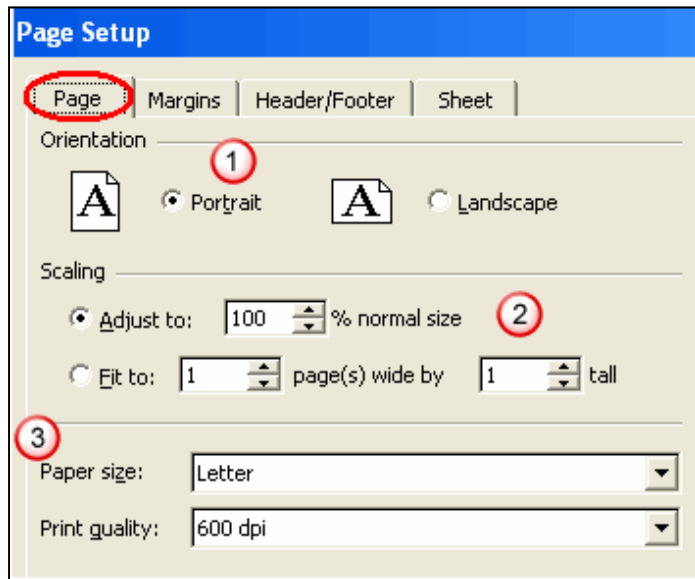 Page Setup
Page Margins Header/Footer Sheet
Orientation
1
A Portrait A Landscape
Scaling
Adjust to: 100 % normal size 2
Fit to: 1 page(s) wide by 1 tall
3
Paper size: Letter
Print quality: 600 dpi